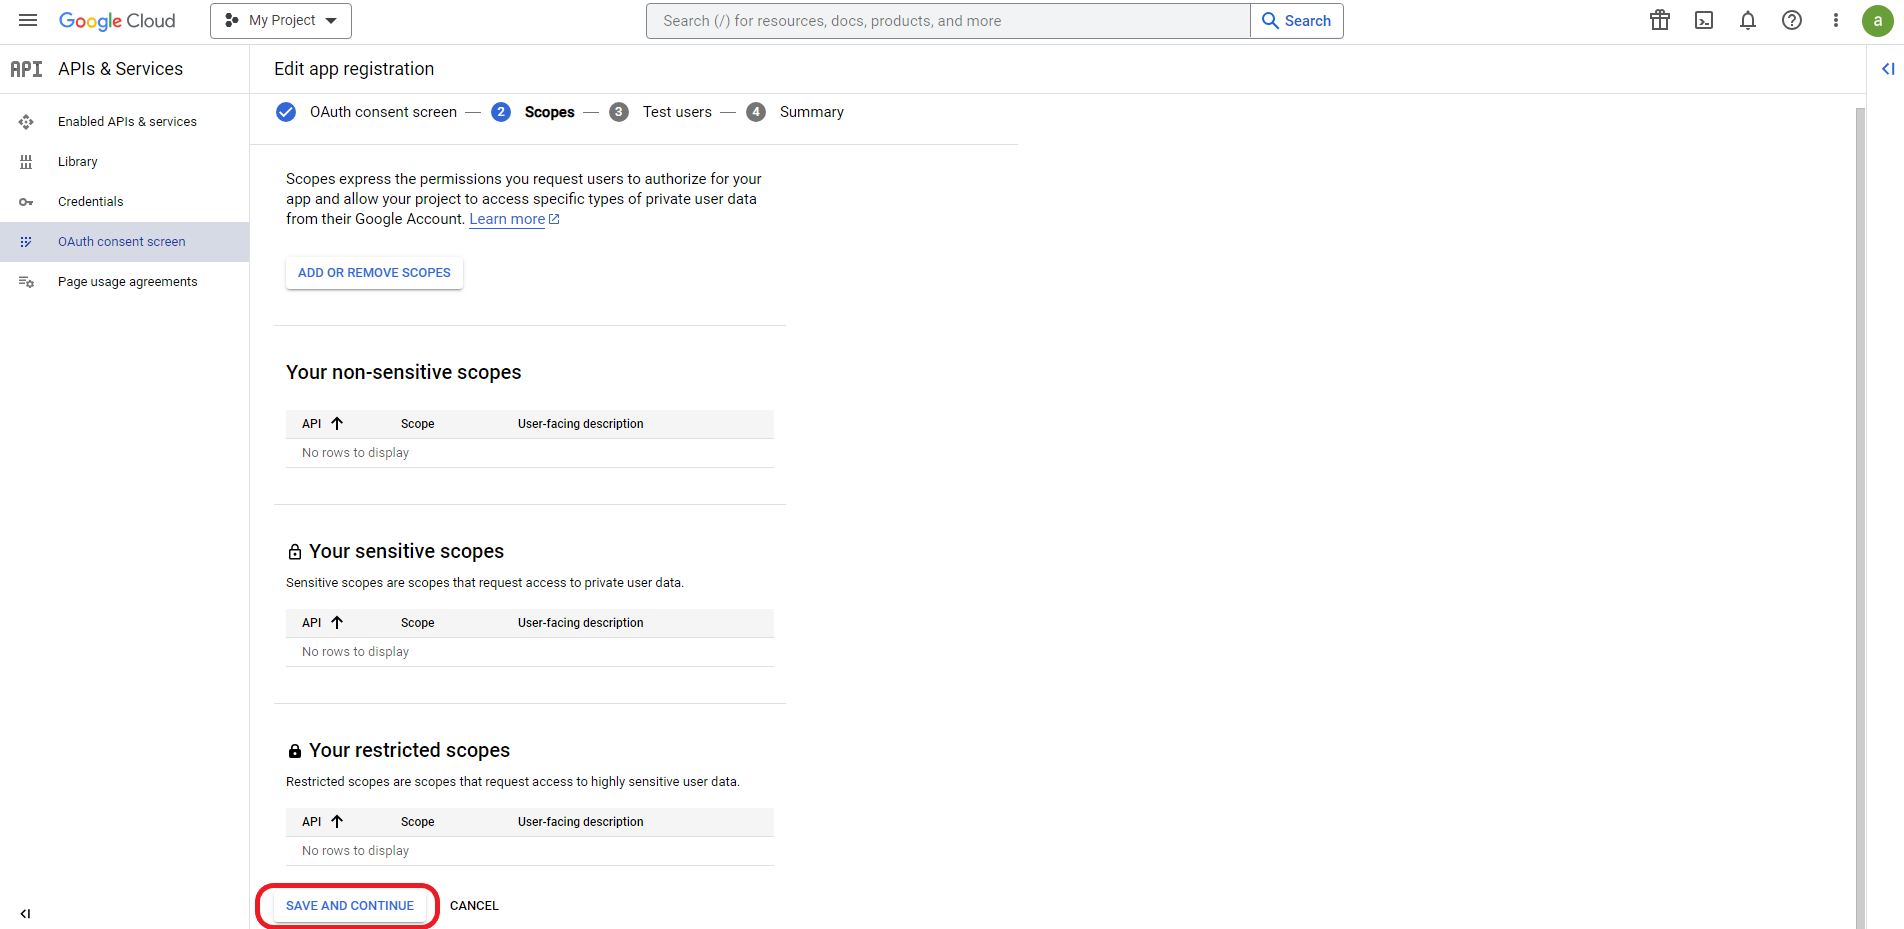 Google Cloud
My Project
Search (/) for resources, docs, products, and more
Search
a
API
APIs & Services
Enabled APIs & services
Library
Credentials
OAuth consent screen
Page usage agreements
Edit app registration
OAuth consent screen — 2 Scopes — 3 Test users — 4 Summary
Scopes express the permissions you request users to authorize for your
app and allow your project to access specific types of private user data
from their Google Account. Learn more
ADD OR REMOVE SCOPES
Your non-sensitive scopes
API Scope User-facing description
No rows to display
Your sensitive scopes
Sensitive scopes are scopes that request access to private user data.
API Scope User-facing description
No rows to display
Your restricted scopes
Restricted scopes are scopes that request access to highly sensitive user data.
API Scope User-facing description
No rows to display
SAVE AND CONTINUE CANCEL